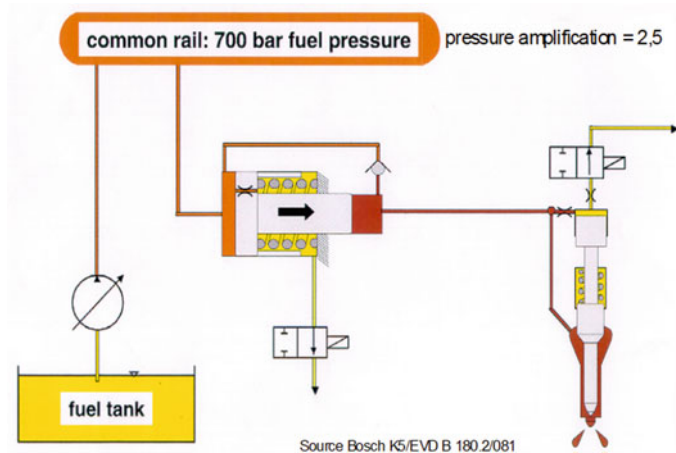 common rail: 700 bar fuel pressure
pressure amplification = 2,5
fuel tank
Source Bosch K5/EVD B 180.2/081